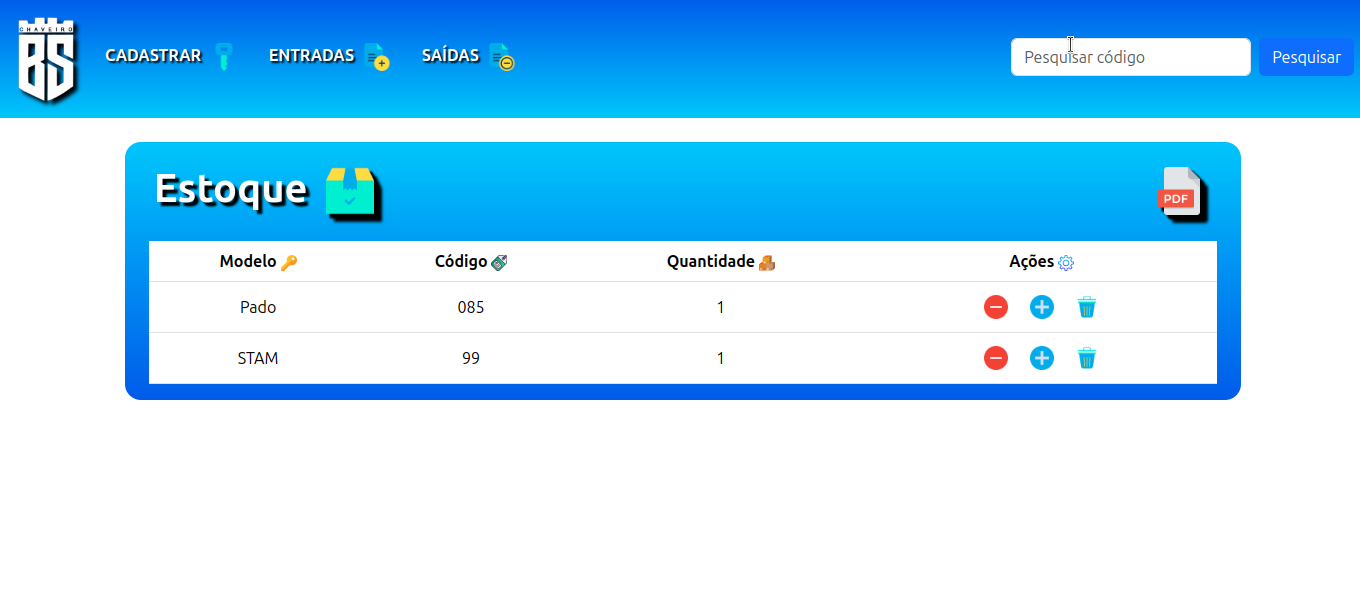 CHAVEIRO
BS
CADASTRAR ENTRADAS SAÍDAS Pesquisar código Pesquisar
Estoque PDF
Modelo Código Quantidade Ações
Pado 085 1
STAM 99 1